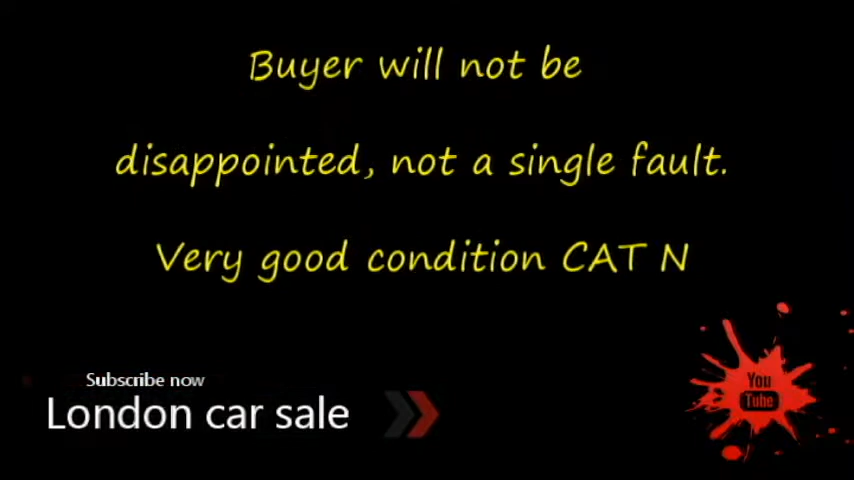 Buyer will not be
disappointed, not a single fault.
Very good condition CAT N
Subscribe now
London car sale
You
Tube